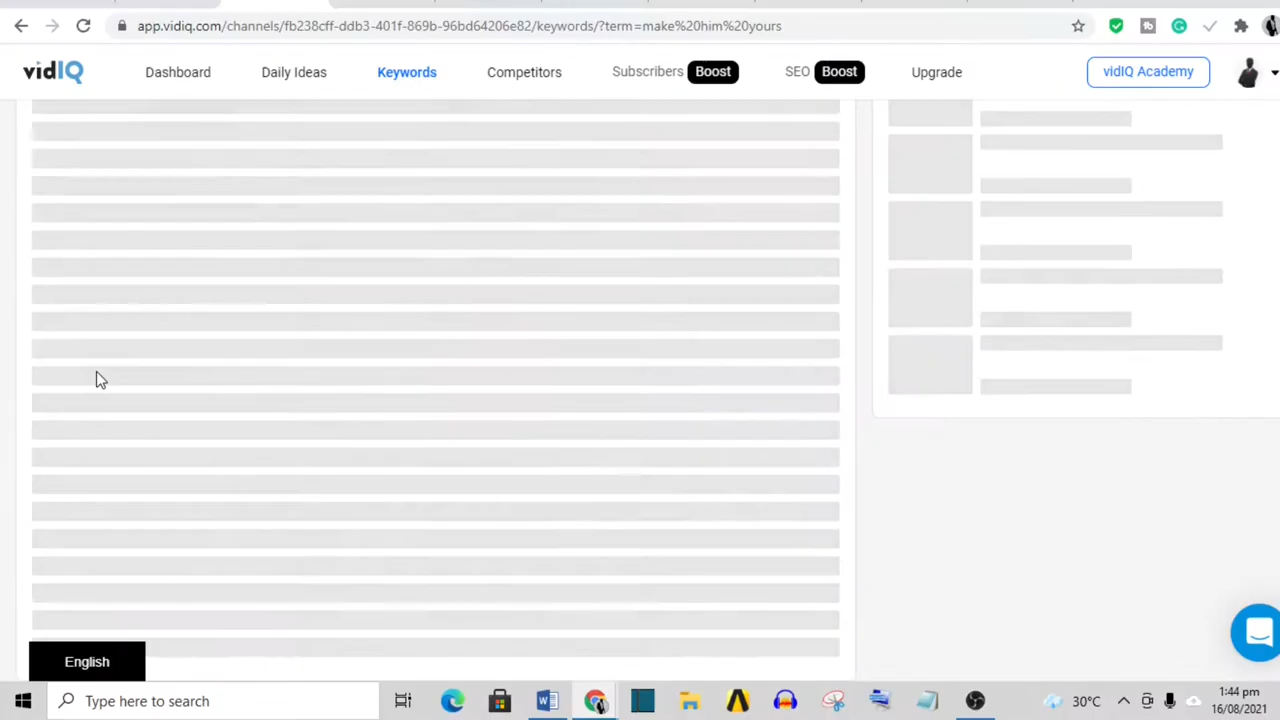 app.vidiq.com/channels/fb238cff-ddb3-401f-869b-96bd64206e82/keywords/?term=make%20him%20yours
vidIQ Dashboard Daily Ideas Keywords Competitors Subscribers Boost SEO Boost Upgrade vidIQ Academy
English
Type here to search
30°C
1:44 pm
16/08/2021